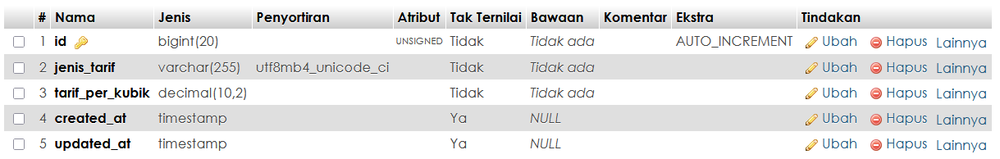 # Nama Jenis Penyortiran Atribut Tak Ternilai Bawaan Komentar Ekstra Tindakan
1 id bigint(20) UNSIGNED Tidak Tidak ada AUTO_INCREMENT Ubah Hapus Lainnya
2 jenis_tarif varchar(255) utf8mb4_unicode_ci Tidak Tidak ada Ubah Hapus Lainnya
3 tarif_per_kubik decimal(10,2) Tidak Tidak ada Ubah Hapus Lainnya
4 created_at timestamp Ya NULL Ubah Hapus Lainnya
5 updated_at timestamp Ya NULL Ubah Hapus Lainnya